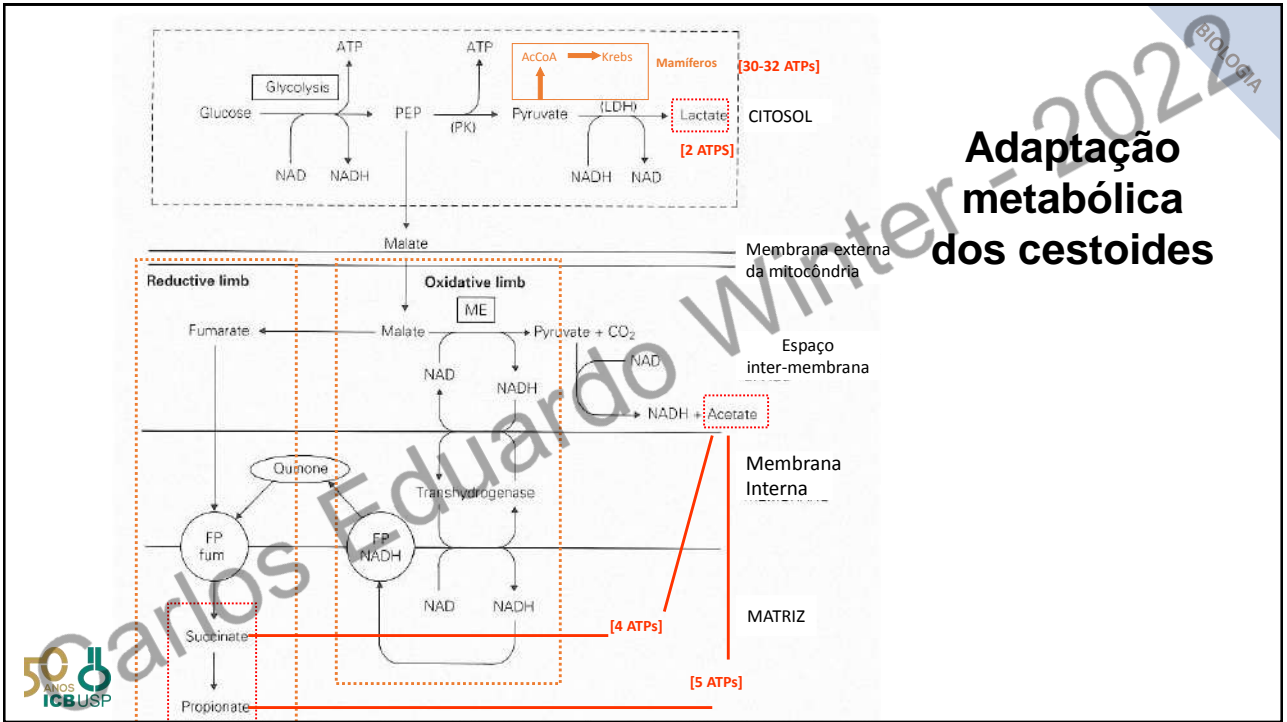 BIOLOGIA
Adaptação
metabólica
dos cestoides
ATP
ATP
AcCoA
Krebs
Mamíferos
[30-32 ATPs]
Glycolysis
Glucose
PEP
(PK)
Pyruvate
(LDH)
Lactate
CITOSOL
[2 ATPS]
NAD
NADH
NADH
NAD
Malate
Membrana externa
da mitocôndria
Reductive limb
Oxidative limb
ME
Fumarate
Malate
Pyruvate + CO₂
Espaço
inter-membrana
NAD
NADH
NAD
NADH + Acetate
Quinone
Transhydrogenase
Membrana
Interna
FP
fum
FP
NADH
NAD
NADH
[4 ATPs]
MATRIZ
Succinate
[5 ATPs]
Propionate
50
ANOS
ICBUSP
Carlos Eduardo Winter - 2022